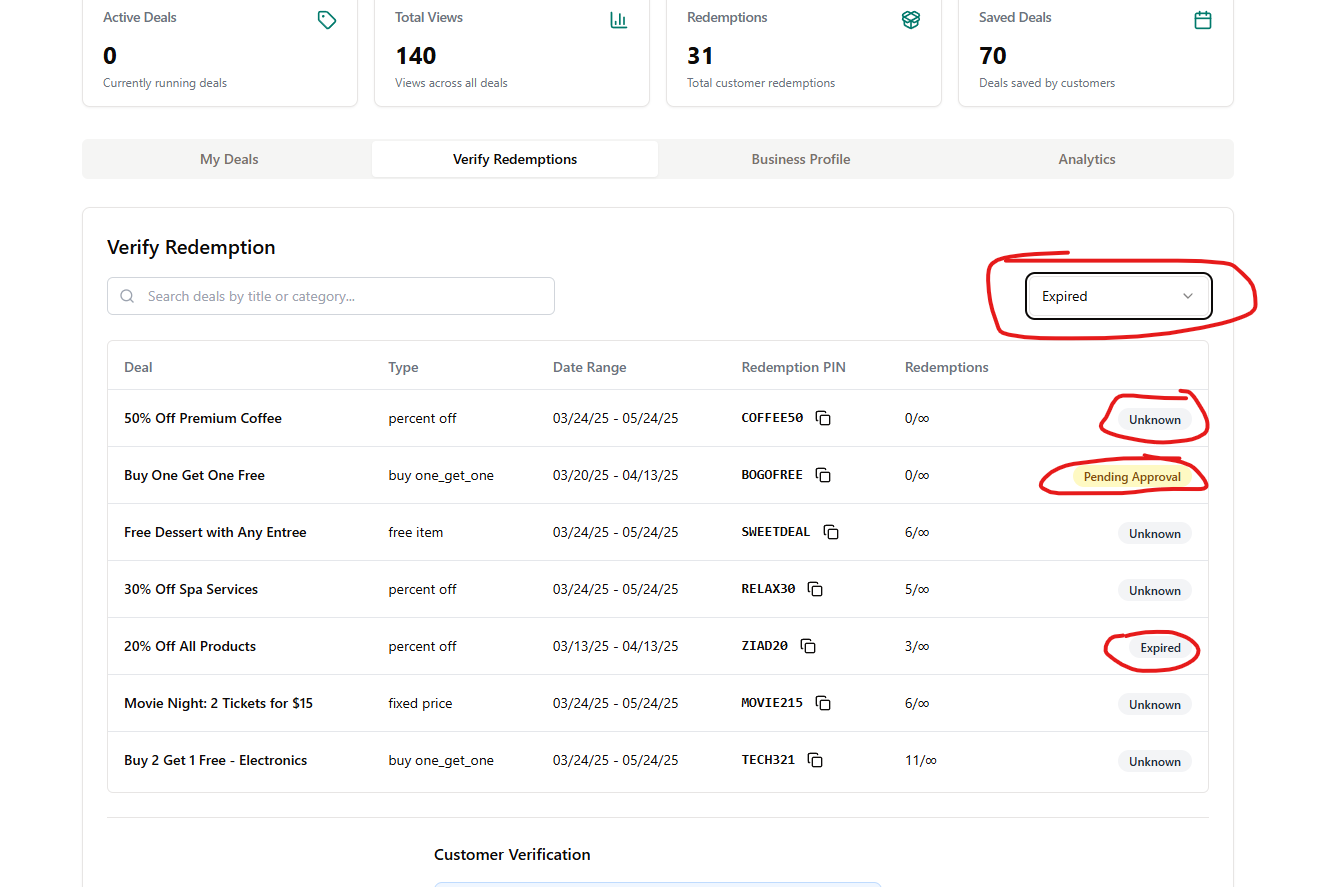 Active Deals Total Views Redemptions Saved Deals
0 140 31 70
Currently running deals Views across all deals Total customer redemptions Deals saved by customers
My Deals Verify Redemptions Business Profile Analytics
Verify Redemption
Search deals by title or category... Expired
Deal Type Date Range Redemption PIN Redemptions
50% Off Premium Coffee percent off 03/24/25 - 05/24/25 COFFEE50 0/∞ Unknown
Buy One Get One Free buy one_get_one 03/20/25 - 04/13/25 BOGOFREE 0/∞ Pending Approval
Free Dessert with Any Entree free item 03/24/25 - 05/24/25 SWEETDEAL 6/∞ Unknown
30% Off Spa Services percent off 03/24/25 - 05/24/25 RELAX30 5/∞ Unknown
20% Off All Products percent off 03/13/25 - 04/13/25 ZIAD20 3/∞ Expired
Movie Night: 2 Tickets for $15 fixed price 03/24/25 - 05/24/25 MOVIE215 6/∞ Unknown
Buy 2 Get 1 Free - Electronics buy one_get_one 03/24/25 - 05/24/25 TECH321 11/∞ Unknown
Customer Verification